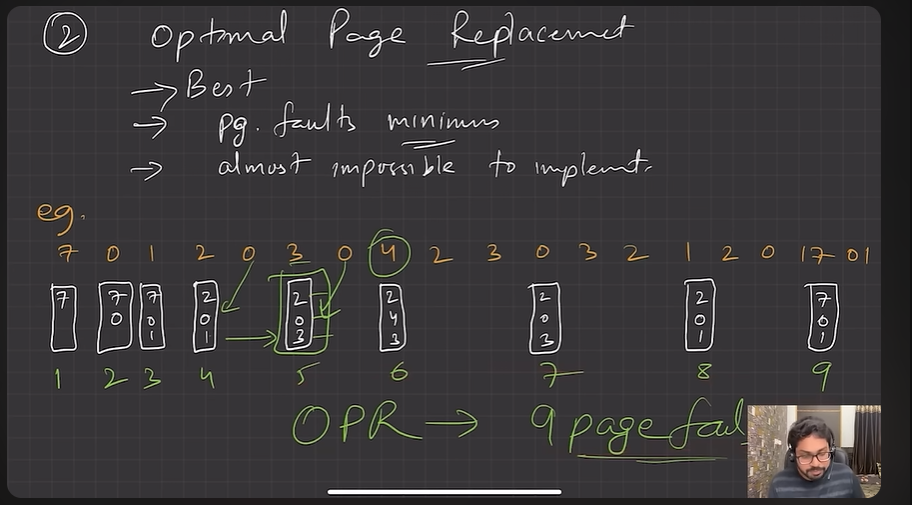 ② Optimal Page Replacement
→ Best
→ pg. faults minimum
→ almost impossible to implement.
eg.
7 0 1 2 0 3 0 4 2 3 0 3 2 1 2 0 1 7 0 1
7 7 7 2 2 2 2 2 7
0 0 0 0 4 0 0 0
1 1 3 3 3 1 1
1 2 3 4 5 6 7 8 9
OPR → 9 page faul